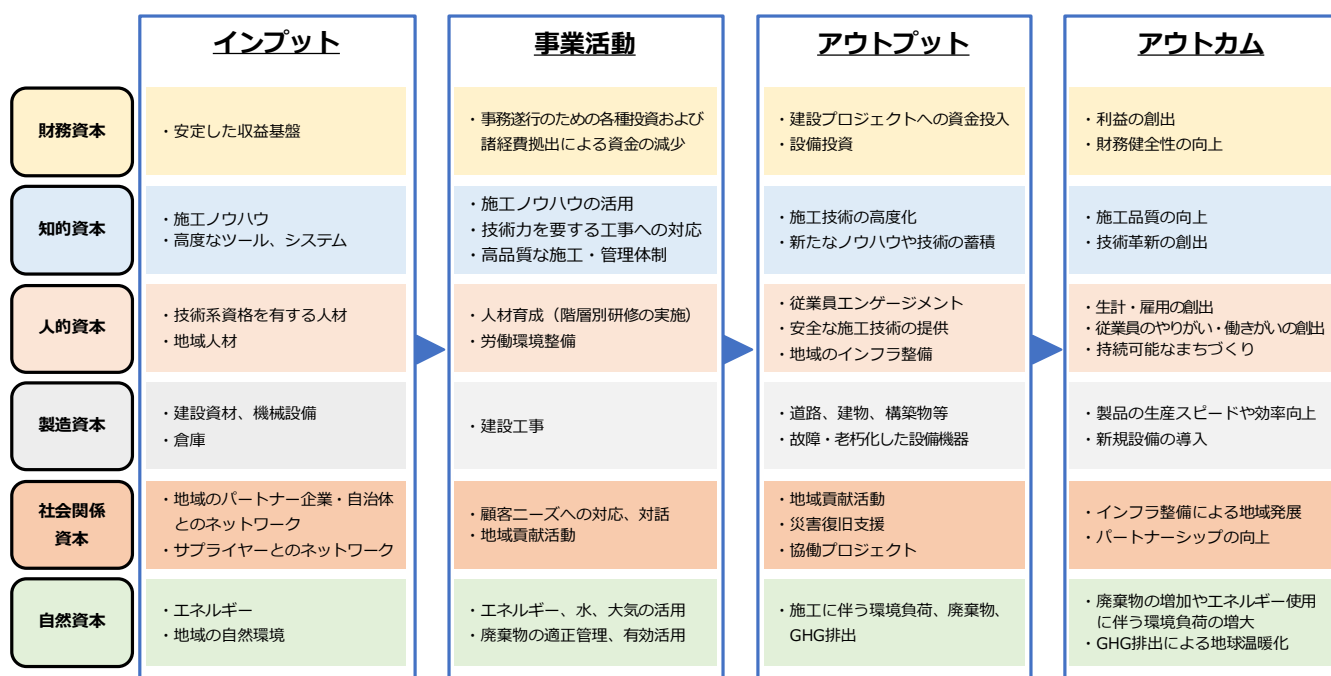 インプット
事業活動
アウトプット
アウトカム
財務資本
・安定した収益基盤
・事務遂行のための各種投資および
諸経費拠出による資金の減少
・建設プロジェクトへの資金投入
・設備投資
・利益の創出
・財務健全性の向上
知的資本
・施工ノウハウ
・高度なツール、システム
・施工ノウハウの活用
・技術力を要する工事への対応
・高品質な施工・管理体制
・施工技術の高度化
・新たなノウハウや技術の蓄積
・施工品質の向上
・技術革新の創出
人的資本
・技術系資格を有する人材
・地域人材
・人材育成（階層別研修の実施）
・労働環境整備
・従業員エンゲージメント
・安全な施工技術の提供
・地域のインフラ整備
・生計・雇用の創出
・従業員のやりがい・働きがいの創出
・持続可能なまちづくり
製造資本
・建設資材、機械設備
・倉庫
・建設工事
・道路、建物、構築物等
・故障・老朽化した設備機器
・製品の生産スピードや効率向上
・新規設備の導入
社会関係
資本
・地域のパートナー企業・自治体
とのネットワーク
・サプライヤーとのネットワーク
・顧客ニーズへの対応、対話
・地域貢献活動
・地域貢献活動
・災害復旧支援
・協働プロジェクト
・インフラ整備による地域発展
・パートナーシップの向上
自然資本
・エネルギー
・地域の自然環境
・エネルギー、水、大気の活用
・廃棄物の適正管理、有効活用
・施工に伴う環境負荷、廃棄物、
GHG排出
・廃棄物の増加やエネルギー使用
に伴う環境負荷の増大
・GHG排出による地球温暖化